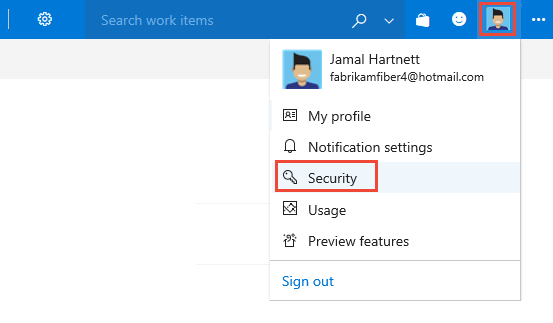 Search work items
Jamal Hartnett
fabrikamfiber4@hotmail.com
My profile
Notification settings
Security
Usage
Preview features
Sign out